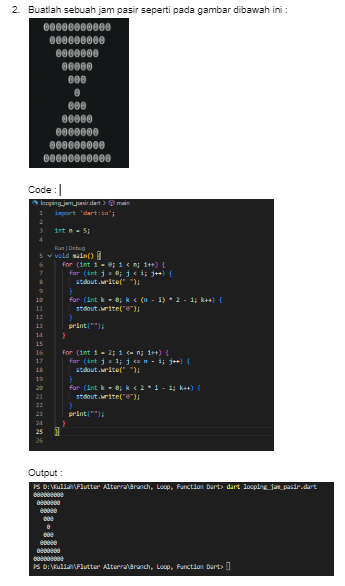 2. Buatlah sebuah jam pasir seperti pada gambar dibawah ini :
00000000000
000000000
0000000
00000
000
0
000
00000
0000000
000000000
00000000000
Code :
looping_jam_pasir.dart > main
1 import 'dart:io';
2
3 int n = 5;
4
Run | Debug
5 void main() {
6 for (int i = 0; i < n; i++) {
7 for (int j = 0; j < i; j++) {
8 stdout.write(" ");
9 }
10 for (int k = 0; k < (n - i) * 2 - 1; k++) {
11 stdout.write("0");
12 }
13 print("");
14 }
15
16 for (int i = 2; i <= n; i++) {
17 for (int j = 1; j <= n - i; j++) {
18 stdout.write(" ");
19 }
20 for (int k = 0; k < 2 * i - 1; k++) {
21 stdout.write("0");
22 }
23 print("");
24 }
25 }
26
Output :
PS D:\Kuliah\Flutter Alterra\Branch, Loop, Function Dart> dart looping_jam_pasir.dart
000000000
0000000
00000
000
0
000
00000
0000000
000000000
PS D:\Kuliah\Flutter Alterra\Branch, Loop, Function Dart>